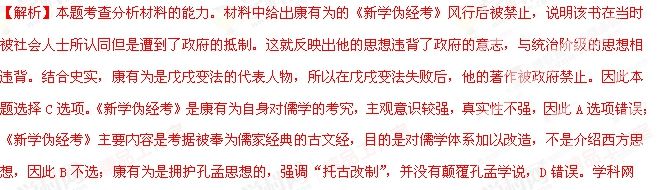 【解析】本题考查分析材料的能力。材料中给出康有为的《新学伪经考》风行后被禁止，说明该书在当时
被社会人士所认同但是遭到了政府的抵制。这就反映出他的思想违背了政府的意志，与统治阶级的思想相
违背。结合史实，康有为是戊戌变法的代表人物，所以在戊戌变法失败后，他的著作被政府禁止。因此本
题选择 C 选项。《新学伪经考》是康有为自身对儒学的考究，主观意识较强，真实性不强，因此 A 选项错误；
《新学伪经考》主要内容是考据被奉为儒家经典的古文经，目的是对儒学体系加以改造，不是介绍西方思
想，因此 B 不选；康有为是拥护孔孟思想的，强调“托古改制”，并没有颠覆孔孟学说，D 错误。学科网